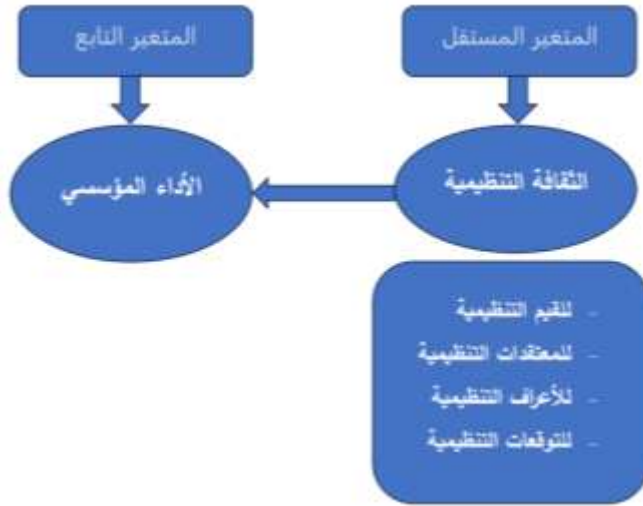 المتغير المستقل
المتغير التابع
الثقافة التنظيمية
الأداء المؤسسي
- للقيم التنظيمية
- للمعتقدات التنظيمية
- للأعراف التنظيمية
- للتوقعات التنظيمية